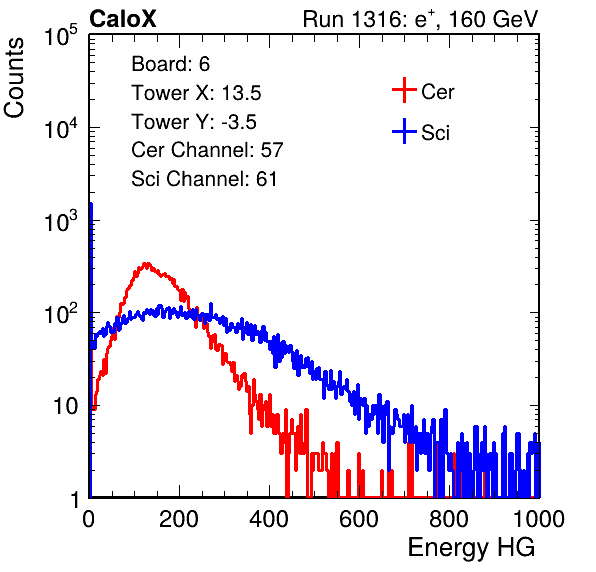 CaloX Run 1316: e⁺, 160 GeV
Counts
10⁵
10⁴
10³
10²
10
1
Board: 6
Tower X: 13.5
Tower Y: -3.5
Cer Channel: 57
Sci Channel: 61
Cer
Sci
0 200 400 600 800 1000
Energy HG